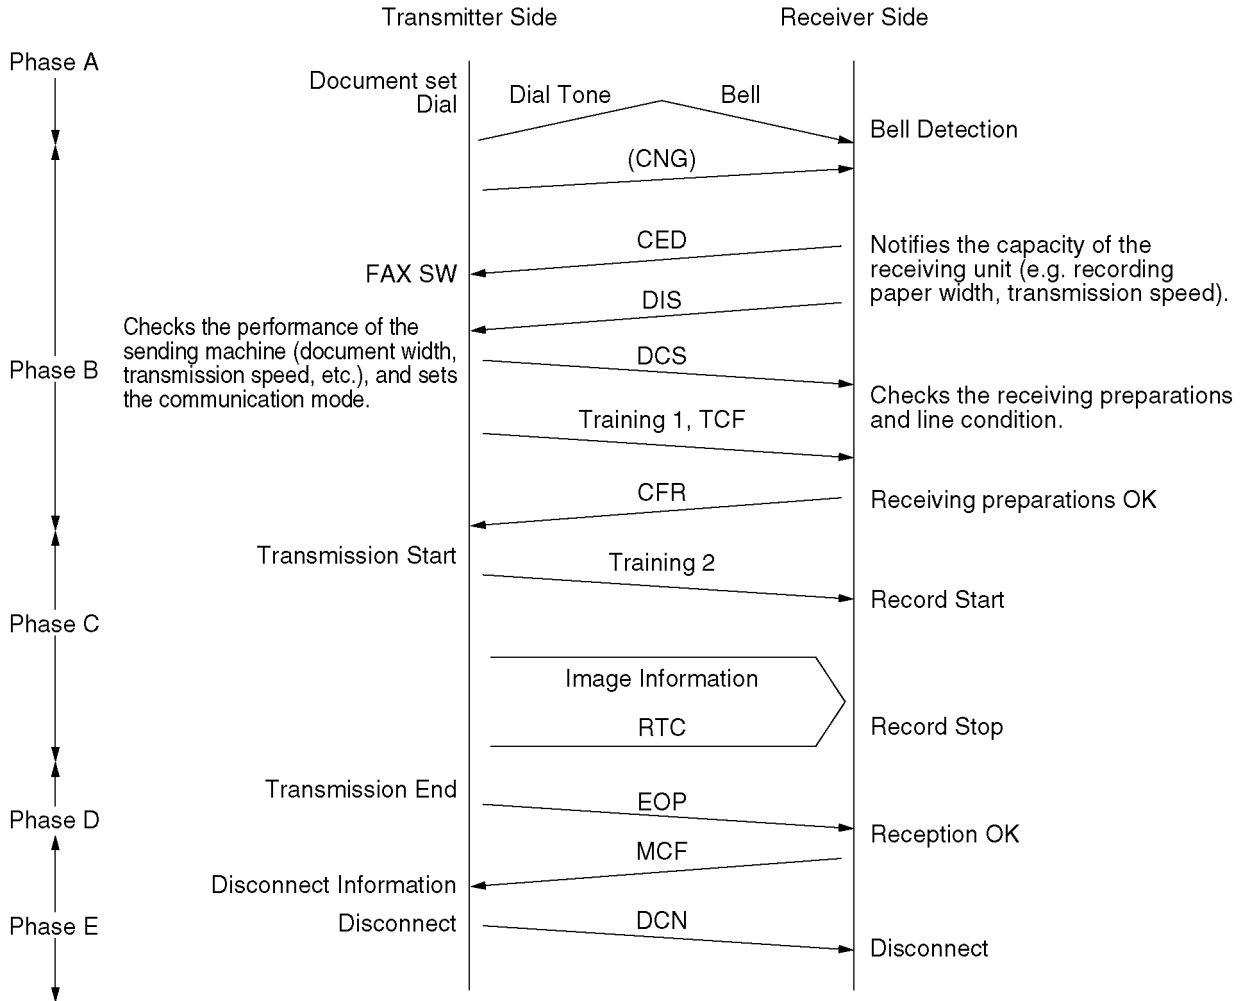 Transmitter Side
Receiver Side
Phase A
Document set
Dial
Dial Tone
Bell
Bell Detection
(CNG)
CED
Notifies the capacity of the
receiving unit (e.g. recording
paper width, transmission speed).
FAX SW
DIS
Checks the performance of the
sending machine (document width,
transmission speed, etc.), and sets
the communication mode.
Phase B
DCS
Checks the receiving preparations
and line condition.
Training 1, TCF
CFR
Receiving preparations OK
Transmission Start
Training 2
Record Start
Phase C
Image Information
RTC
Record Stop
Transmission End
EOP
Phase D
Reception OK
MCF
Disconnect Information
Phase E
Disconnect
DCN
Disconnect